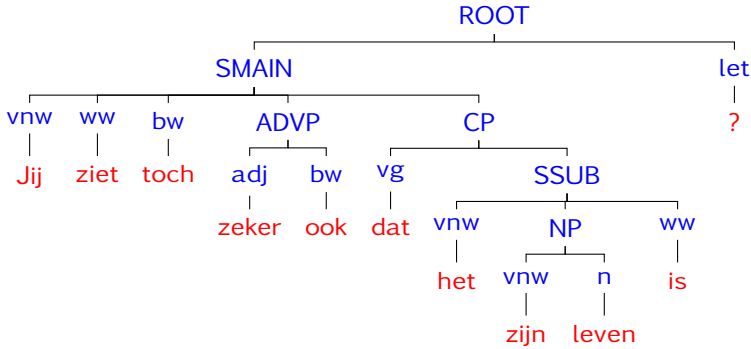 ROOT
SMAIN let
vnw ww bw ADVP CP ?
Jij ziet toch adj bw vg SSUB
zeker ook dat vnw NP ww
het vnw n is
zijn leven